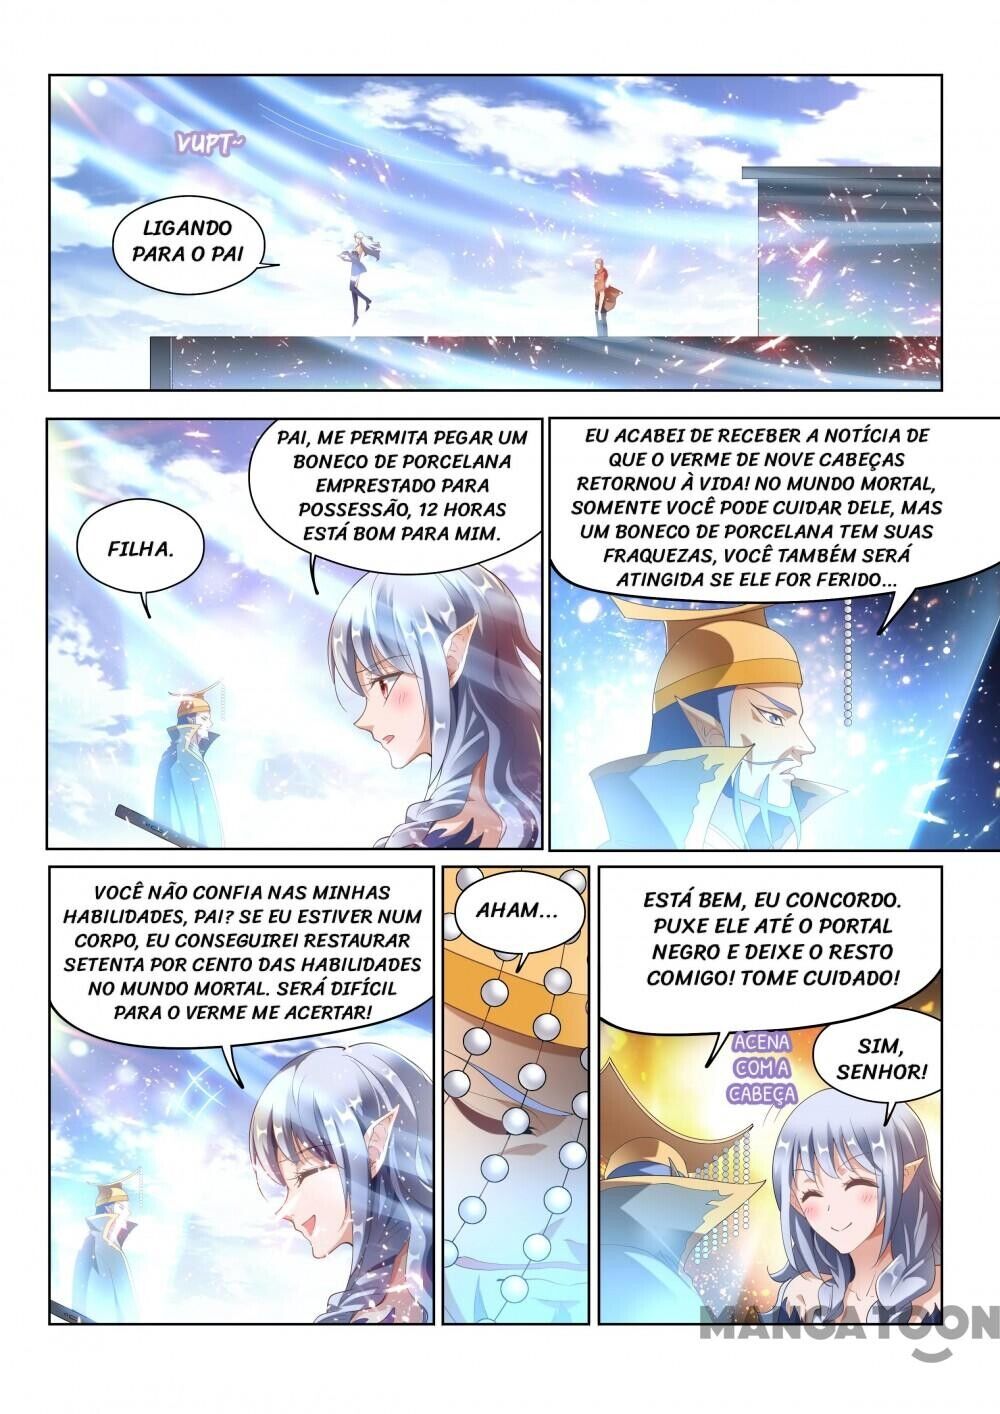 VUPT~
LIGANDO
PARA O PAI
PAI, ME PERMITA PEGAR UM
BONECO DE PORCELANA
EMPRESTADO PARA
POSSESSÃO, 12 HORAS
ESTÁ BOM PARA MIM.
FILHA.
EU ACABEI DE RECEBER A NOTÍCIA DE
QUE O VERME DE NOVE CABEÇAS
RETORNOU À VIDA! NO MUNDO MORTAL,
SOMENTE VOCÊ PODE CUIDAR DELE, MAS
UM BONECO DE PORCELANA TEM SUAS
FRAQUEZAS, VOCÊ TAMBÉM SERÁ
ATINGIDA SE ELE FOR FERIDO...
VOCÊ NÃO CONFIA NAS MINHAS
HABILIDADES, PAI? SE EU ESTIVER NUM
CORPO, EU CONSEGUIREI RESTAURAR
SETENTA POR CENTO DAS HABILIDADES
NO MUNDO MORTAL. SERÁ DIFÍCIL
PARA O VERME ME ACERTAR!
AHAM...
ESTÁ BEM, EU CONCORDO.
PUXE ELE ATÉ O PORTAL
NEGRO E DEIXE O RESTO
COMIGO! TOME CUIDADO!
ACENA
COM A
CABEÇA
SIM,
SENHOR!
MANGATOON